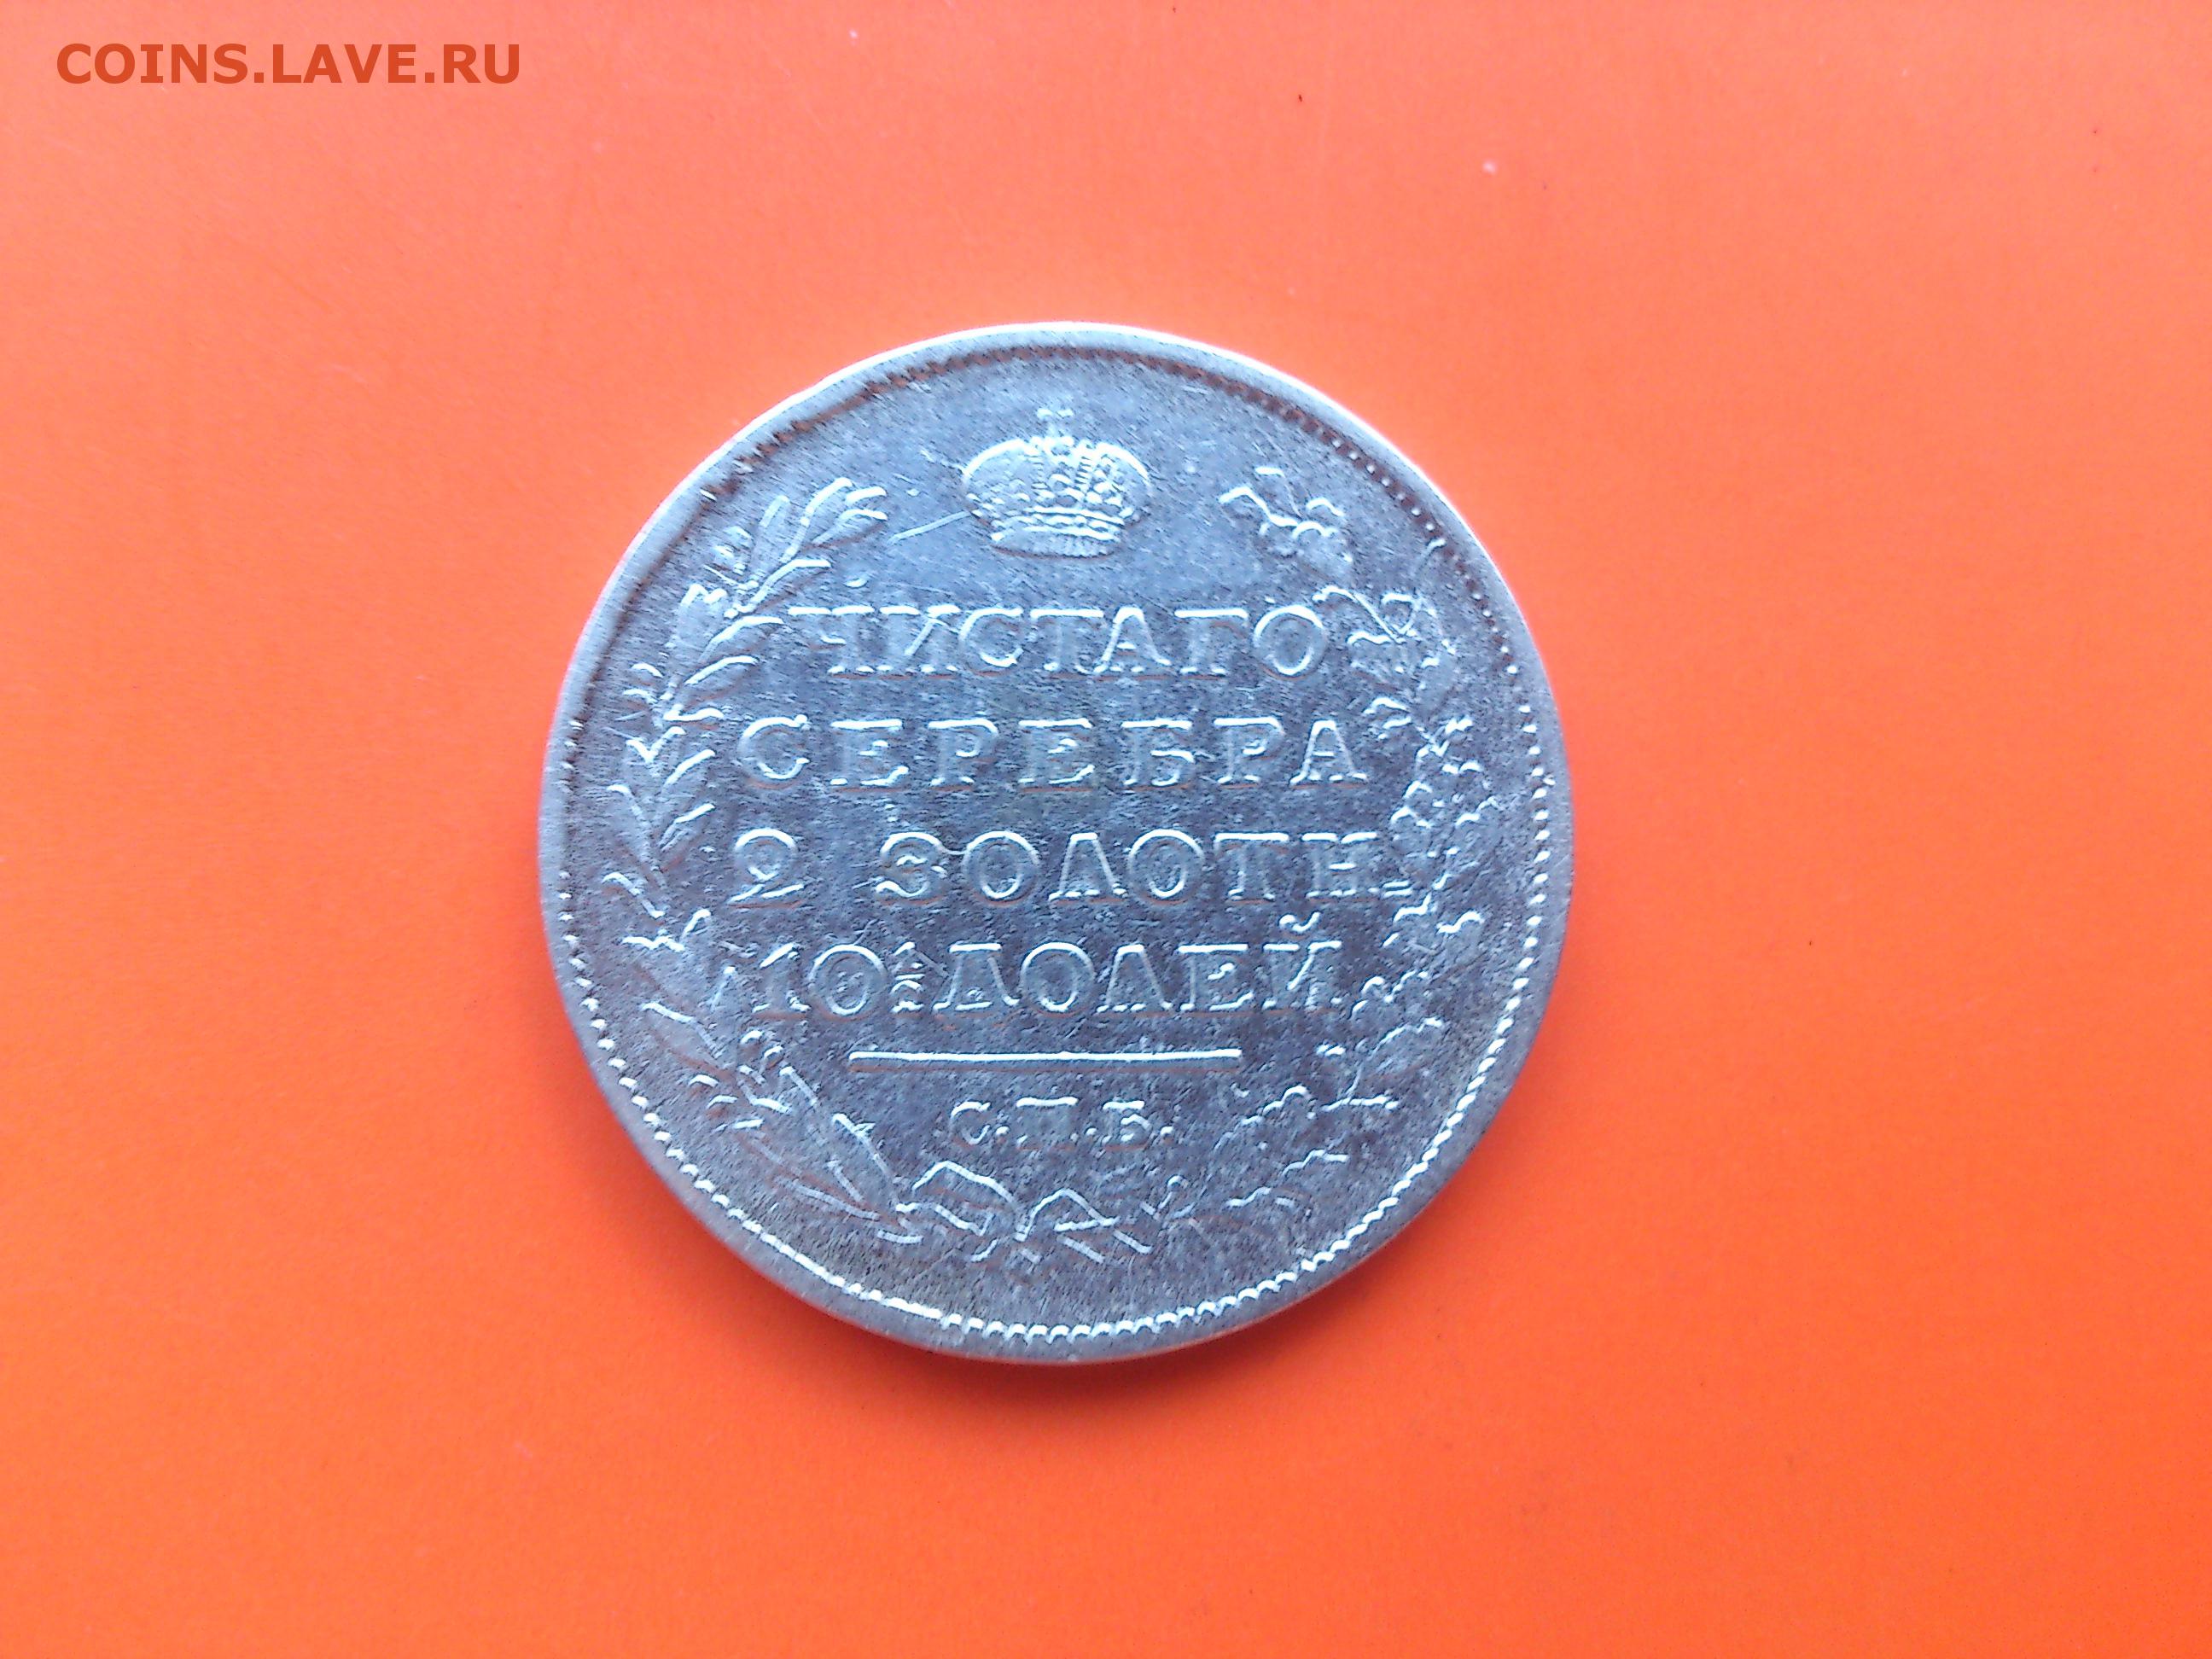 COINS.LAVE.RU
ЧИСТАГО
СЕРЕБРА
2 ЗОЛОТН.
10½ ДОЛЕЙ.
С.П.Б.